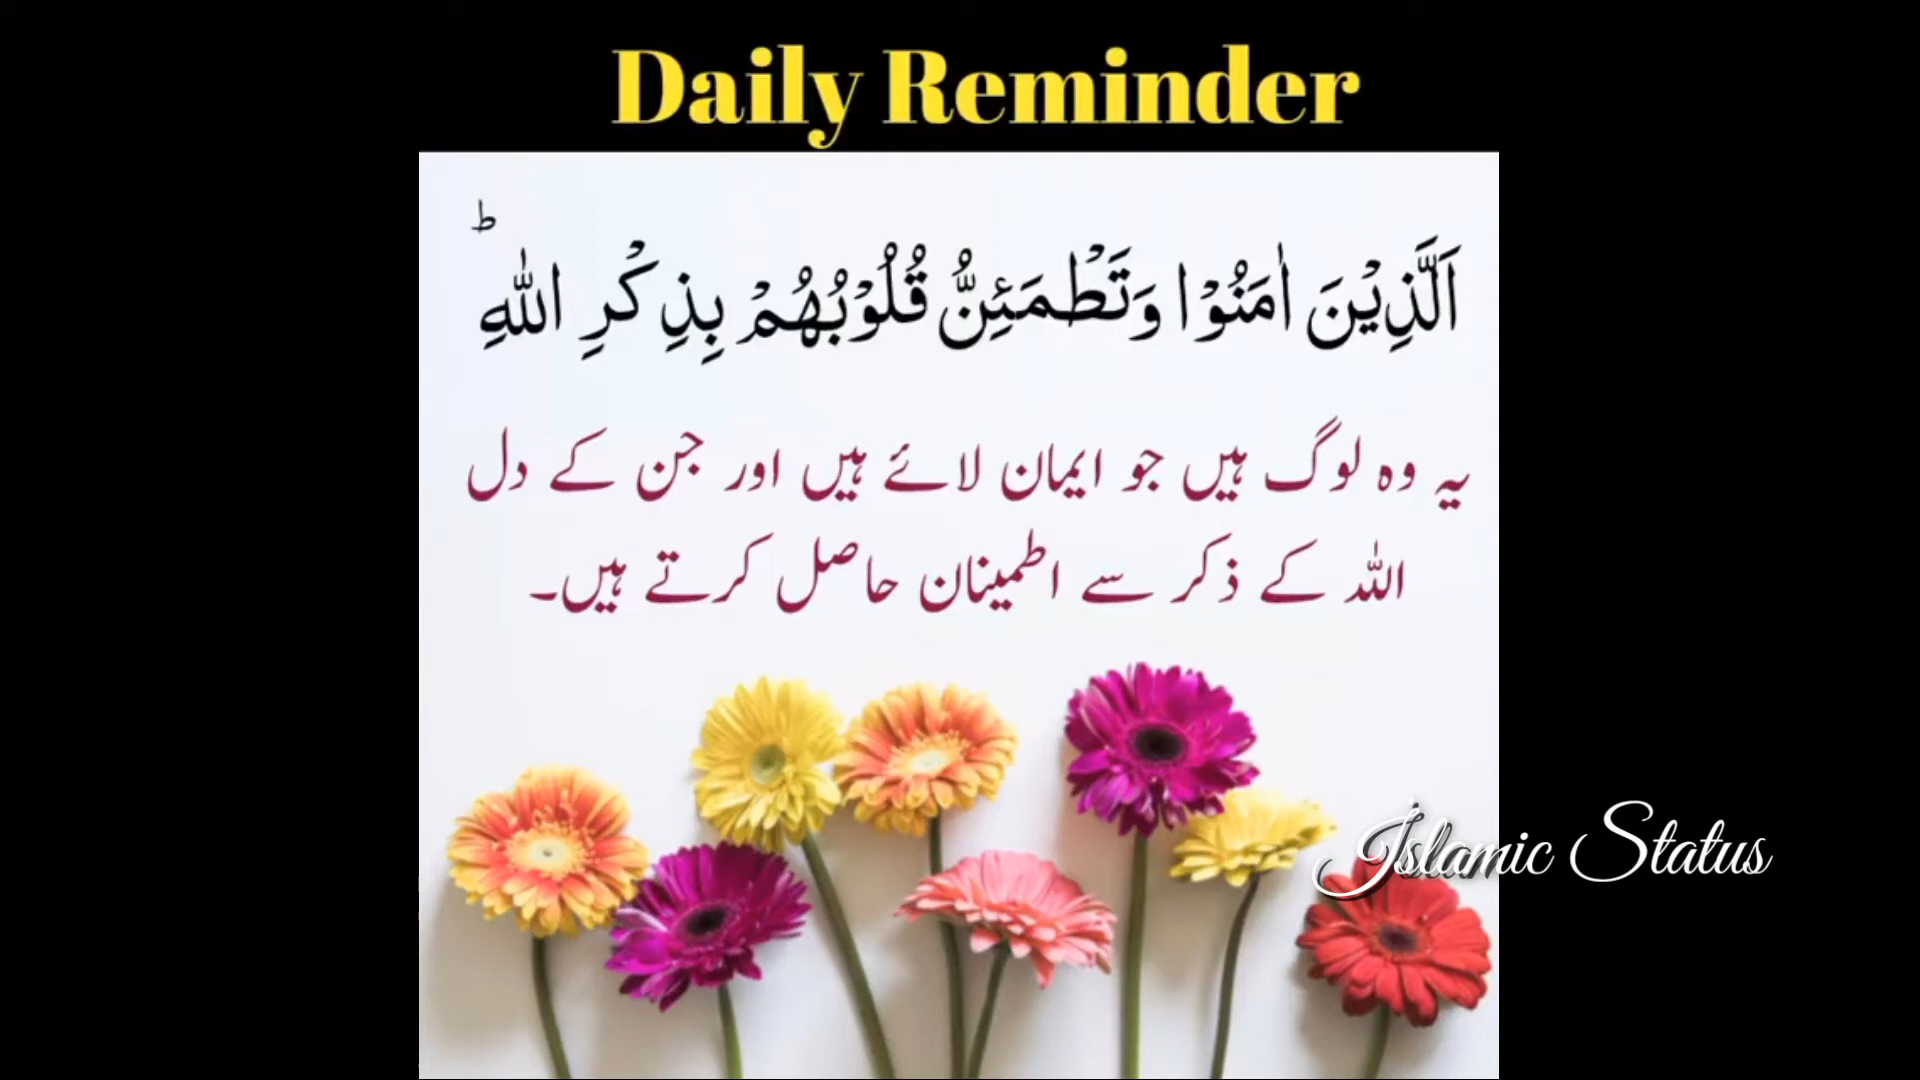 Daily Reminder
اَلَّذِيْنَ اٰمَنُوْا وَتَطْمَئِنُّ قُلُوْبُهُمْ بِذِكْرِ اللّٰهِ ؕ
یہ وہ لوگ ہیں جو ایمان لائے ہیں اور جن کے دل
اللہ کے ذکر سے اطمینان حاصل کرتے ہیں۔
Islamic Status